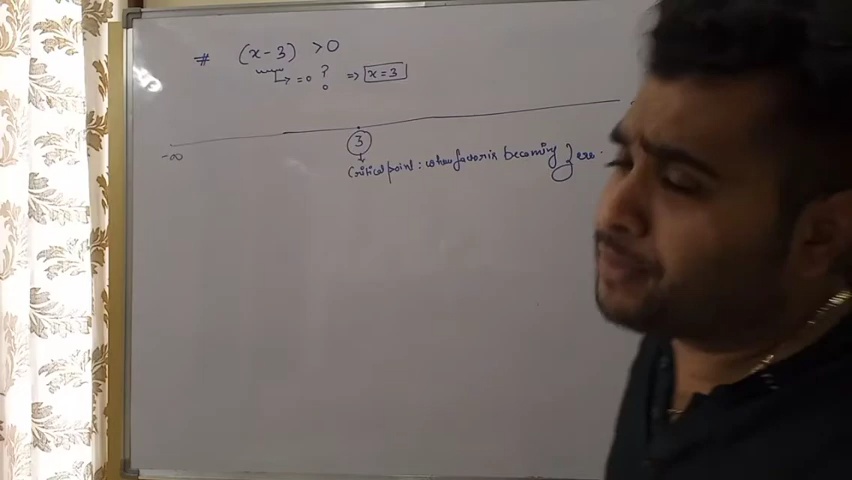 # (x-3) >0
→ =0 ? ⇒ x=3
-∞ 3
Critical point : when factor is becoming Zero.